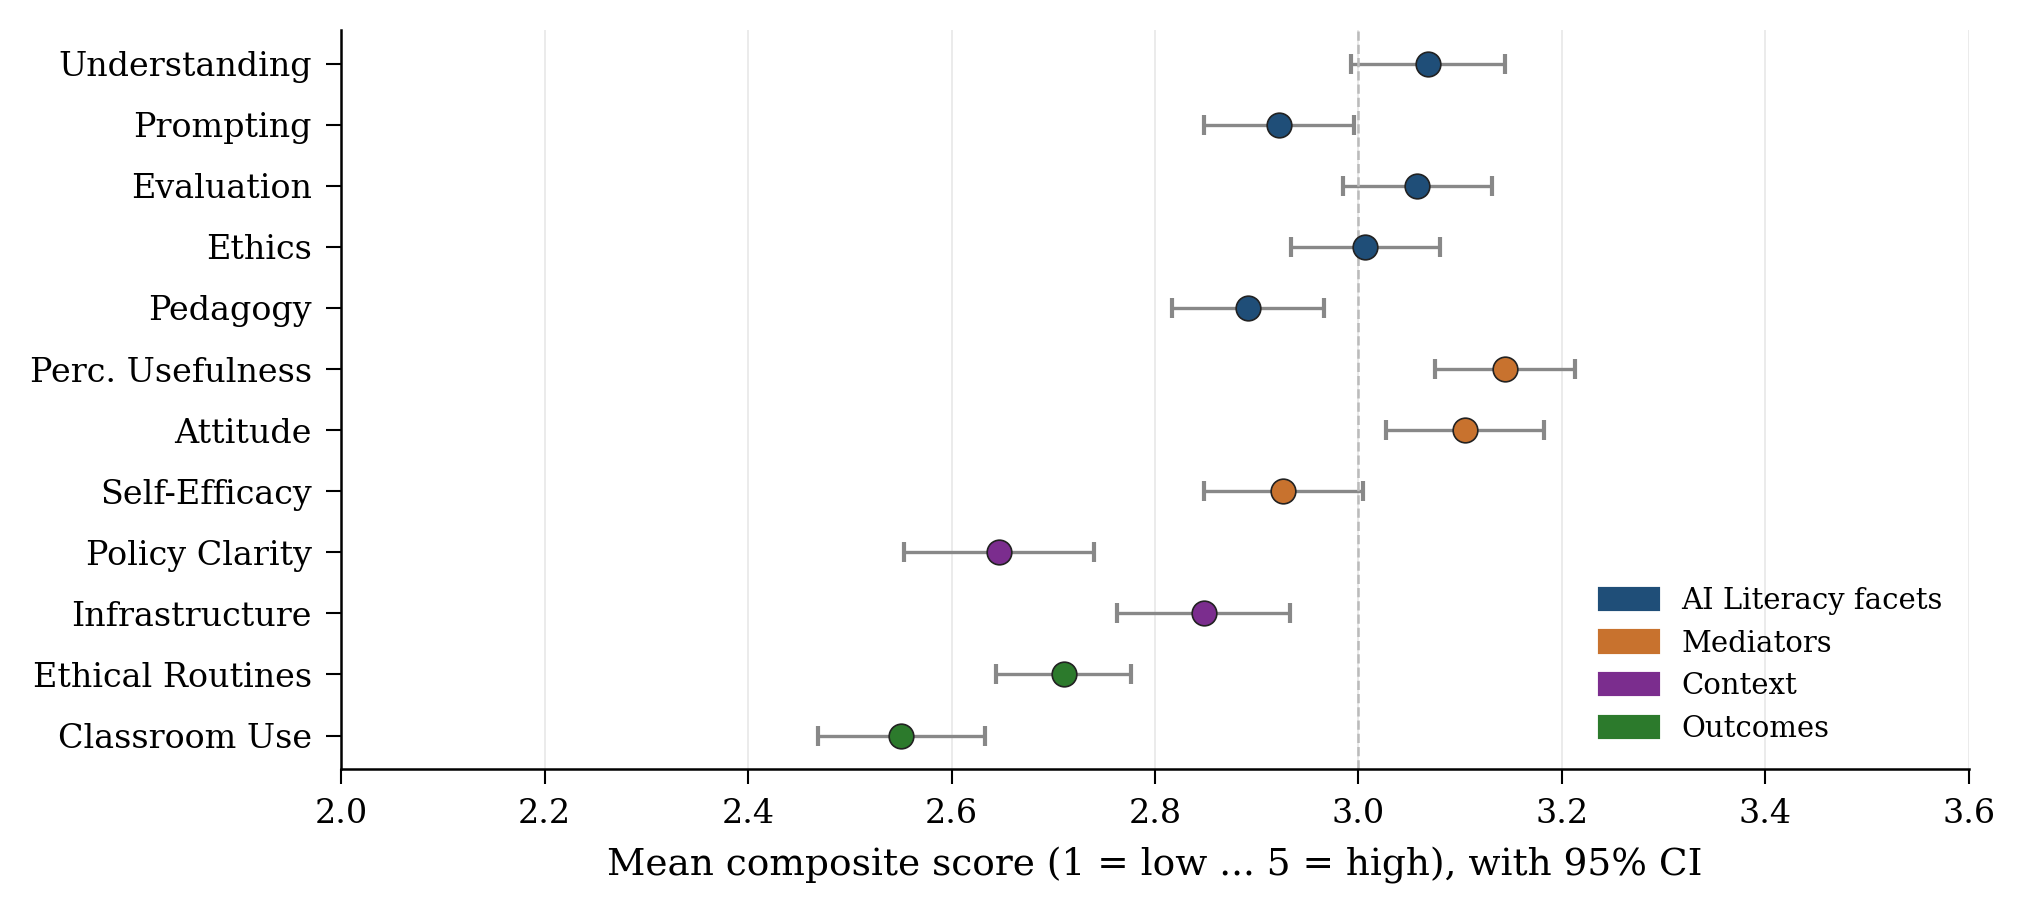 Understanding
Prompting
Evaluation
Ethics
Pedagogy
Perc. Usefulness
Attitude
Self-Efficacy
Policy Clarity
Infrastructure
Ethical Routines
Classroom Use
AI Literacy facets
Mediators
Context
Outcomes
2.0 2.2 2.4 2.6 2.8 3.0 3.2 3.4 3.6
Mean composite score (1 = low ... 5 = high), with 95% CI